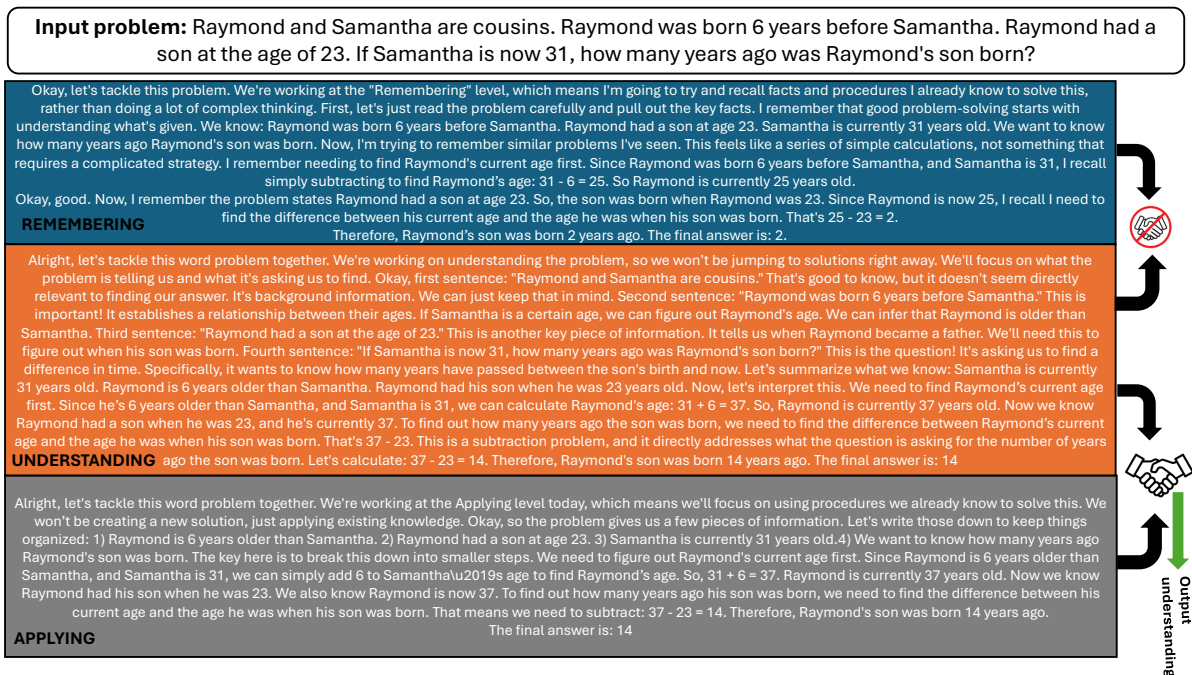 Input problem: Raymond and Samantha are cousins. Raymond was born 6 years before Samantha. Raymond had a
son at the age of 23. If Samantha is now 31, how many years ago was Raymond's son born?
Okay, let's tackle this problem. We're working at the "Remembering" level, which means I'm going to try and recall facts and procedures I already know to solve this,
rather than doing a lot of complex thinking. First, let's just read the problem carefully and pull out the key facts. I remember that good problem-solving starts with
understanding what's given. We know: Raymond was born 6 years before Samantha. Raymond had a son at age 23. Samantha is currently 31 years old. We want to know
how many years ago Raymond's son was born. Now, I'm trying to remember similar problems I've seen. This feels like a series of simple calculations, not something that
requires a complicated strategy. I remember needing to find Raymond's current age first. Since Raymond was born 6 years before Samantha, and Samantha is 31, I recall
simply subtracting to find Raymond's age: 31 - 6 = 25. So Raymond is currently 25 years old.
Okay, good. Now, I remember the problem states Raymond had a son at age 23. So, the son was born when Raymond was 23. Since Raymond is now 25, I recall I need to
find the difference between his current age and the age he was when his son was born. That's 25 - 23 = 2.
Therefore, Raymond's son was born 2 years ago. The final answer is: 2.
REMEMBERING
Alright, let's tackle this word problem together. We're working on understanding the problem, so we won't be jumping to solutions right away. We'll focus on what the
problem is telling us and what it's asking us to find. Okay, first sentence: "Raymond and Samantha are cousins." That's good to know, but it doesn't seem directly
relevant to finding our answer. It's background information. We can just keep that in mind. Second sentence: "Raymond was born 6 years before Samantha." This is
important! It establishes a relationship between their ages. If Samantha is a certain age, we can figure out Raymond's age. We can infer that Raymond is older than
Samantha. Third sentence: "Raymond had a son at the age of 23." This is another key piece of information. It tells us when Raymond became a father. We'll need this to
figure out when his son was born. Fourth sentence: "If Samantha is now 31, how many years ago was Raymond's son born?" This is the question! It's asking us to find a
difference in time. Specifically, it wants to know how many years have passed between the son's birth and now. Let's summarize what we know: Samantha is currently
31 years old. Raymond is 6 years older than Samantha. Raymond had his son when he was 23 years old. Now, let's interpret this. We need to find Raymond's current age
first. Since he's 6 years older than Samantha, and Samantha is 31, we can calculate Raymond's age: 31 + 6 = 37. So, Raymond is currently 37 years old. Now we know
Raymond had a son when he was 23, and he's currently 37. To find out how many years ago the son was born, we need to find the difference between Raymond's current
age and the age he was when his son was born. That's 37 - 23. This is a subtraction problem, and it directly addresses what the question is asking for the number of years
UNDERSTANDING ago the son was born. Let's calculate: 37 - 23 = 14. Therefore, Raymond's son was born 14 years ago. The final answer is: 14
Alright, let's tackle this word problem together. We're working at the Applying level today, which means we'll focus on using procedures we already know to solve this. We
won't be creating a new solution, just applying existing knowledge. Okay, so the problem gives us a few pieces of information. Let's write those down to keep things
organized: 1) Raymond is 6 years older than Samantha. 2) Raymond had a son at age 23. 3) Samantha is currently 31 years old.4) We want to know how many years ago
Raymond's son was born. The key here is to break this down into smaller steps. We need to figure out Raymond's current age first. Since Raymond is 6 years older than
Samantha, and Samantha is 31, we can simply add 6 to Samantha\u2019s age to find Raymond's age. So, 31 + 6 = 37. Raymond is currently 37 years old. Now we know
Raymond had his son when he was 23. We also know Raymond is now 37. To find out how many years ago his son was born, we need to find the difference between his
current age and the age he was when his son was born. That means we need to subtract: 37 - 23 = 14. Therefore, Raymond's son was born 14 years ago.
The final answer is: 14
APPLYING
Output
understanding